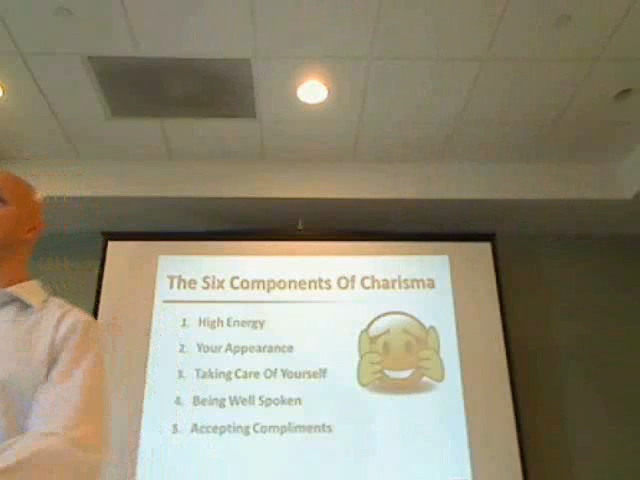 The Six Components Of Charisma
1. High Energy
2. Your Appearance
3. Taking Care Of Yourself
4. Being Well Spoken
5. Accepting Compliments